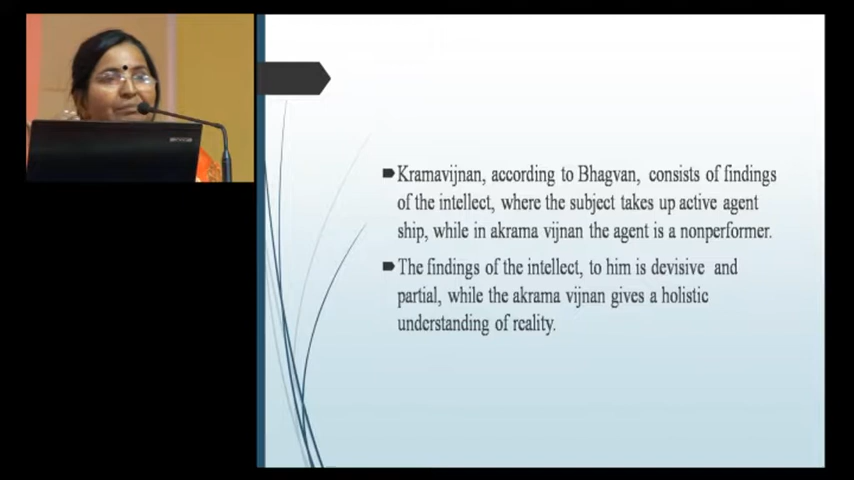 Kramavijnan, according to Bhagvan, consists of findings
of the intellect, where the subject takes up active agent
ship, while in akrama vijnan the agent is a nonperformer.
The findings of the intellect, to him is devisive and
partial, while the akrama vijnan gives a holistic
understanding of reality.